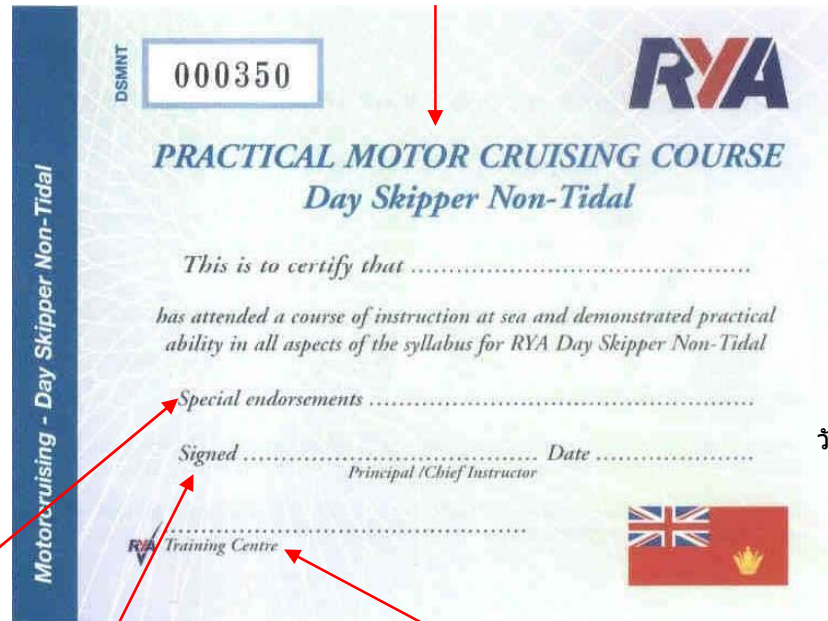 DSMNT
000350
RYA
PRACTICAL MOTOR CRUISING COURSE
Day Skipper Non-Tidal
This is to certify that ................................................
has attended a course of instruction at sea and demonstrated practical
ability in all aspects of the syllabus for RYA Day Skipper Non-Tidal
Special endorsements ......................................................
Signed .......................................... Date ......................
Principal /Chief Instructor
....................................................
RYA Training Centre
Motorcruising - Day Skipper Non-Tidal